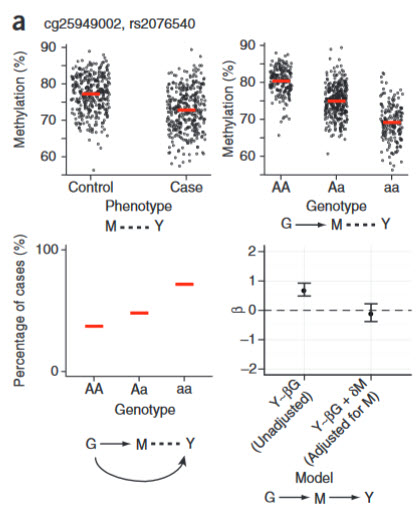 a cg25949002, rs2076540
Methylation (%)
90
80
70
60
Control Case
Phenotype
M Y
Methylation (%)
90
80
70
60
AA Aa aa
Genotype
G M Y
Percentage of cases (%)
100
0
AA Aa aa
Genotype
G M Y
β
2
1
0
−1
−2
Y~βG
(Unadjusted)
Y~βG + δM
(Adjusted for M)
Model
G M Y